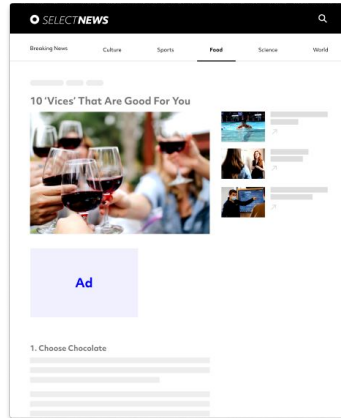 SELECTNEWS
Breaking News Culture Sports Food Science World
10 'Vices' That Are Good For You
Ad
1. Choose Chocolate